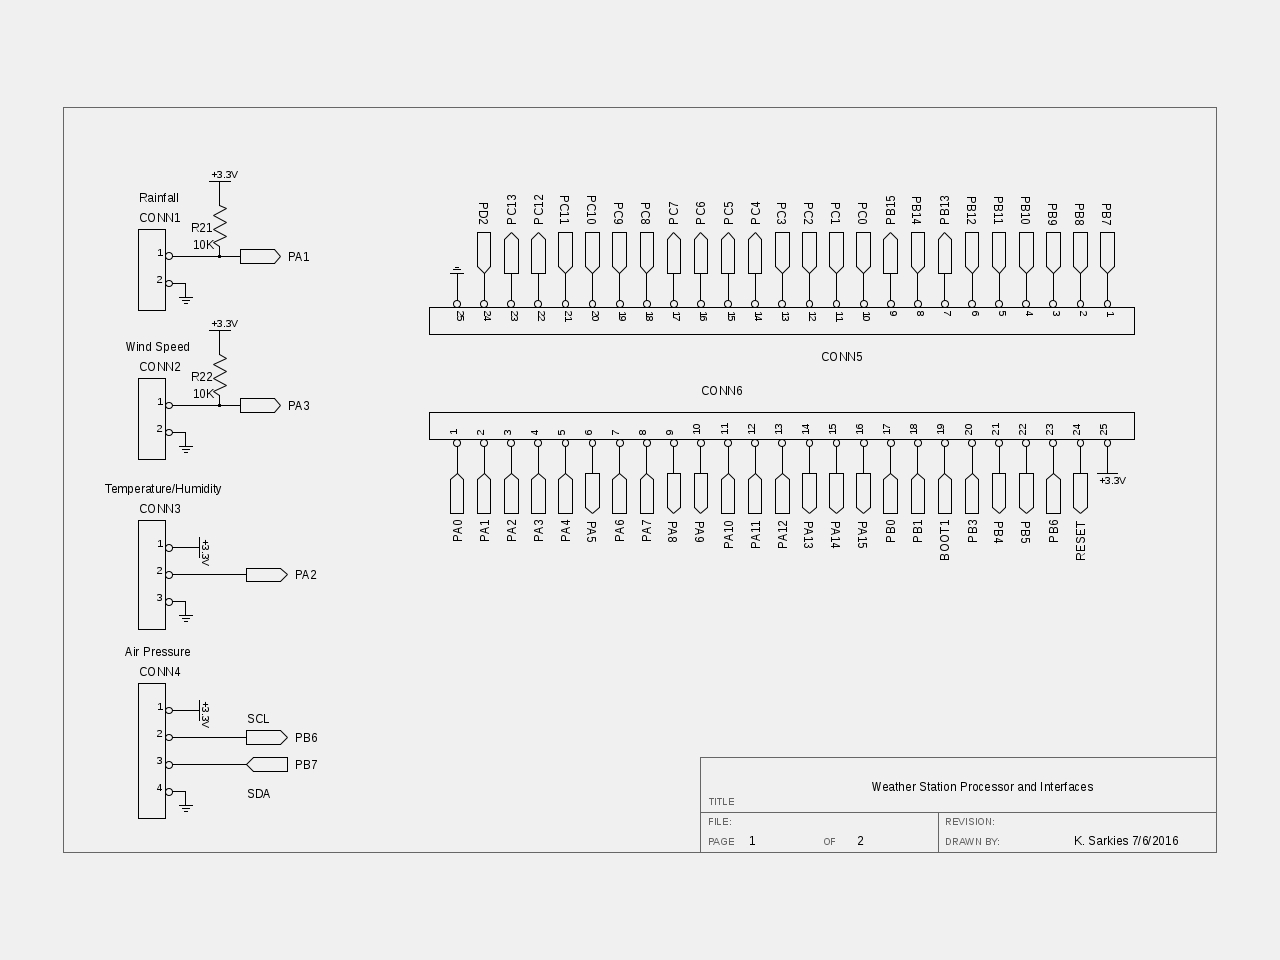 Rainfall
CONN1
+3.3V
R21
10K
1
PA1
2
Wind Speed
CONN2
+3.3V
R22
10K
1
PA3
2
Temperature/Humidity
CONN3
1
+3.3V
2
PA2
3
Air Pressure
CONN4
1
+3.3V
SCL
2
PB6
3
PB7
4
SDA
PD2 PC13 PC12 PC11 PC10 PC9 PC8 PC7 PC6 PC5 PC4 PC3 PC2 PC1 PC0 PB15 PB14 PB13 PB12 PB11 PB10 PB9 PB8 PB7
25 24 23 22 21 20 19 18 17 16 15 14 13 12 11 10 9 8 7 6 5 4 3 2 1
CONN5
CONN6
1 2 3 4 5 6 7 8 9 10 11 12 13 14 15 16 17 18 19 20 21 22 23 24 25
+3.3V
PA0 PA1 PA2 PA3 PA4 PA5 PA6 PA7 PA8 PA9 PA10 PA11 PA12 PA13 PA14 PA15 PB0 PB1 BOOT1 PB3 PB4 PB5 PB6 RESET
Weather Station Processor and Interfaces
TITLE
FILE:
REVISION:
PAGE 1 OF 2
DRAWN BY: K. Sarkies 7/6/2016